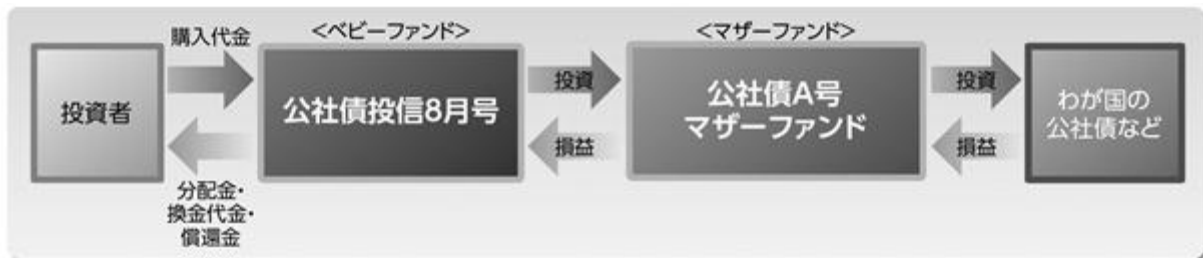 購入代金
<ベビーファンド>
<マザーファンド>
投資者
公社債投信8月号
投資
公社債A号
マザーファンド
投資
わが国の
公社債など
損益
損益
分配金・
換金代金・
償還金